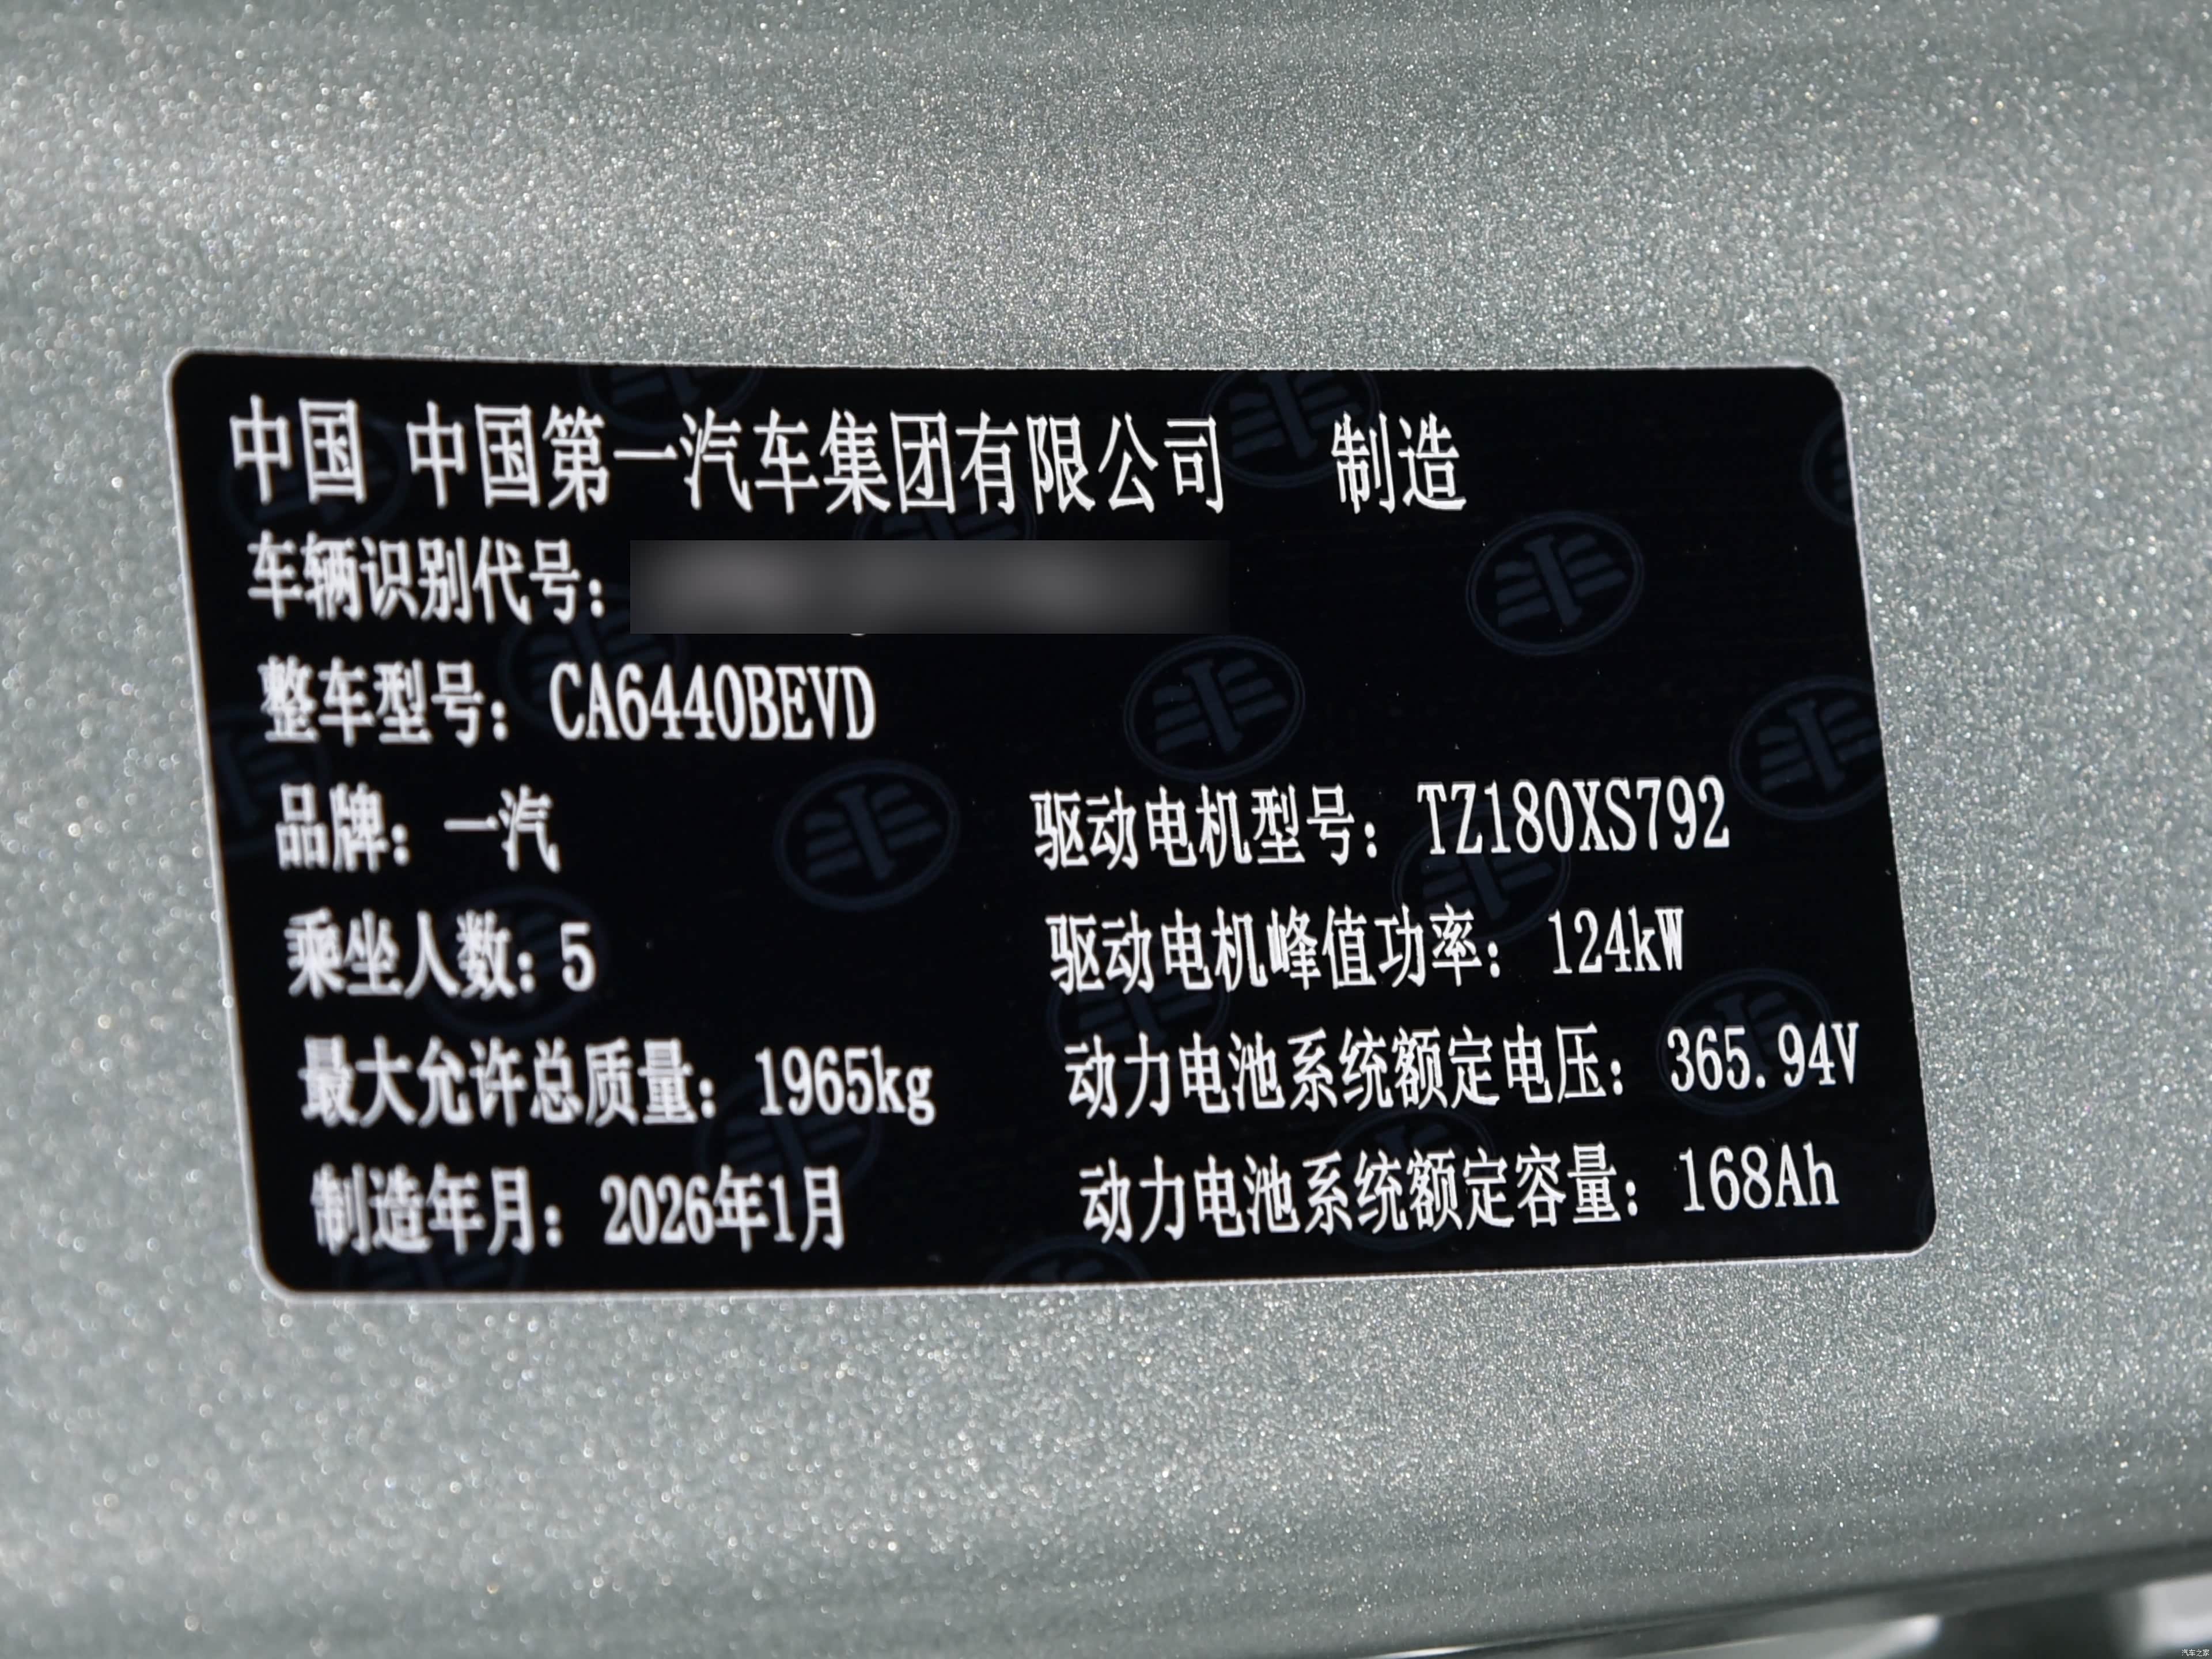 中国 中国第一汽车集团有限公司 制造
车辆识别代号：
整车型号：CA6440BEVD
品牌：一汽 驱动电机型号：TZ180XS792
乘坐人数：5 驱动电机峰值功率：124kW
最大允许总质量：1965kg 动力电池系统额定电压：365.94V
制造年月：2026年1月 动力电池系统额定容量：168Ah
汽车之家